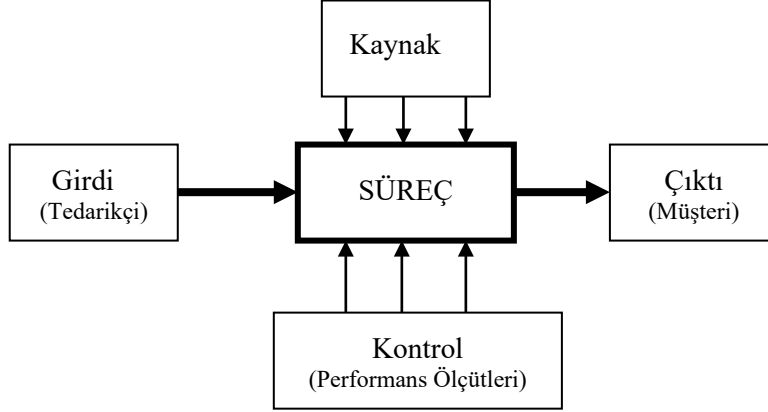 Kaynak
Girdi
(Tedarikçi)
SÜREÇ
Çıktı
(Müşteri)
Kontrol
(Performans Ölçütleri)